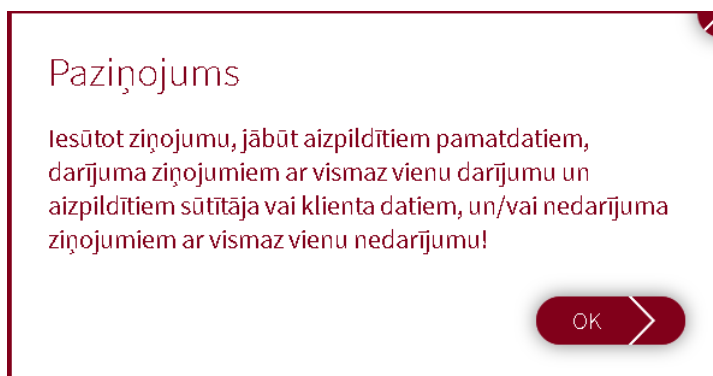 Paziņojums
Iesūtot ziņojumu, jābūt aizpildītiem pamatdatiem,
darījuma ziņojumiem ar vismaz vienu darījumu un
aizpildītiem sūtītāja vai klienta datiem, un/vai nedarījuma
ziņojumiem ar vismaz vienu nedarījumu!
OK